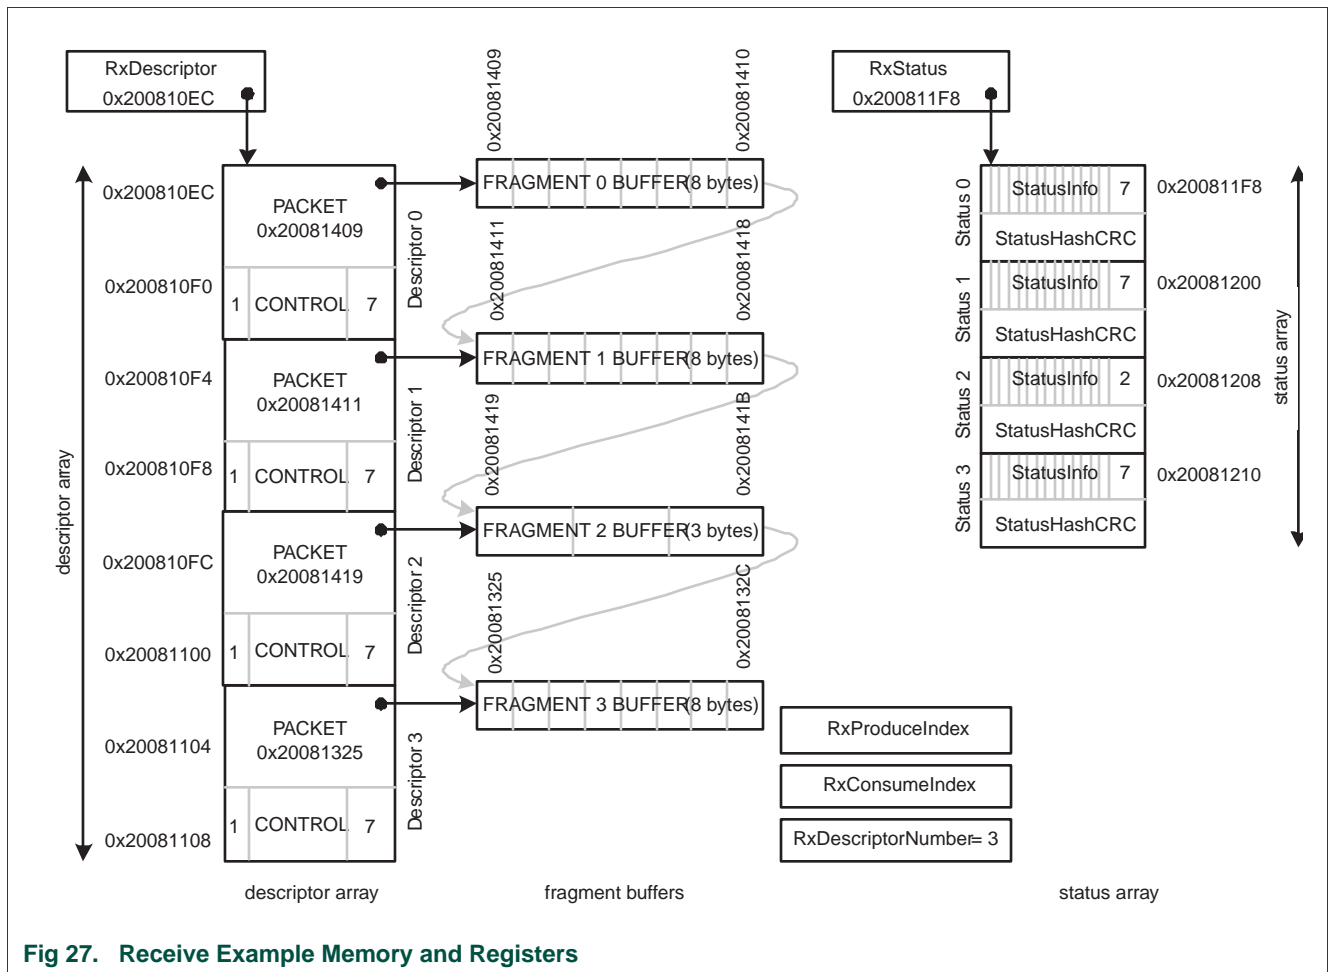 RxDescriptor
0x200810EC
0x20081409
0x20081410
RxStatus
0x200811F8
0x200810EC
PACKET
0x20081409
Descriptor 0
0x200810F0
1 CONTROL 7
FRAGMENT 0 BUFFER(8 bytes)
0x20081411
0x20081418
0x200810F4
PACKET
0x20081411
Descriptor 1
0x200810F8
1 CONTROL 7
FRAGMENT 1 BUFFER(8 bytes)
0x20081419
0x2008141B
0x200810FC
PACKET
0x20081419
Descriptor 2
0x20081100
1 CONTROL 7
FRAGMENT 2 BUFFER(3 bytes)
0x20081325
0x2008132C
0x20081104
PACKET
0x20081325
Descriptor 3
0x20081108
1 CONTROL 7
FRAGMENT 3 BUFFER(8 bytes)
descriptor array
Status 0
StatusInfo 7
0x200811F8
StatusHashCRC
Status 1
StatusInfo 7
0x20081200
StatusHashCRC
Status 2
StatusInfo 2
0x20081208
StatusHashCRC
Status 3
StatusInfo 7
0x20081210
StatusHashCRC
status array
RxProduceIndex
RxConsumeIndex
RxDescriptorNumber= 3
descriptor array
fragment buffers
status array
Fig 27. Receive Example Memory and Registers